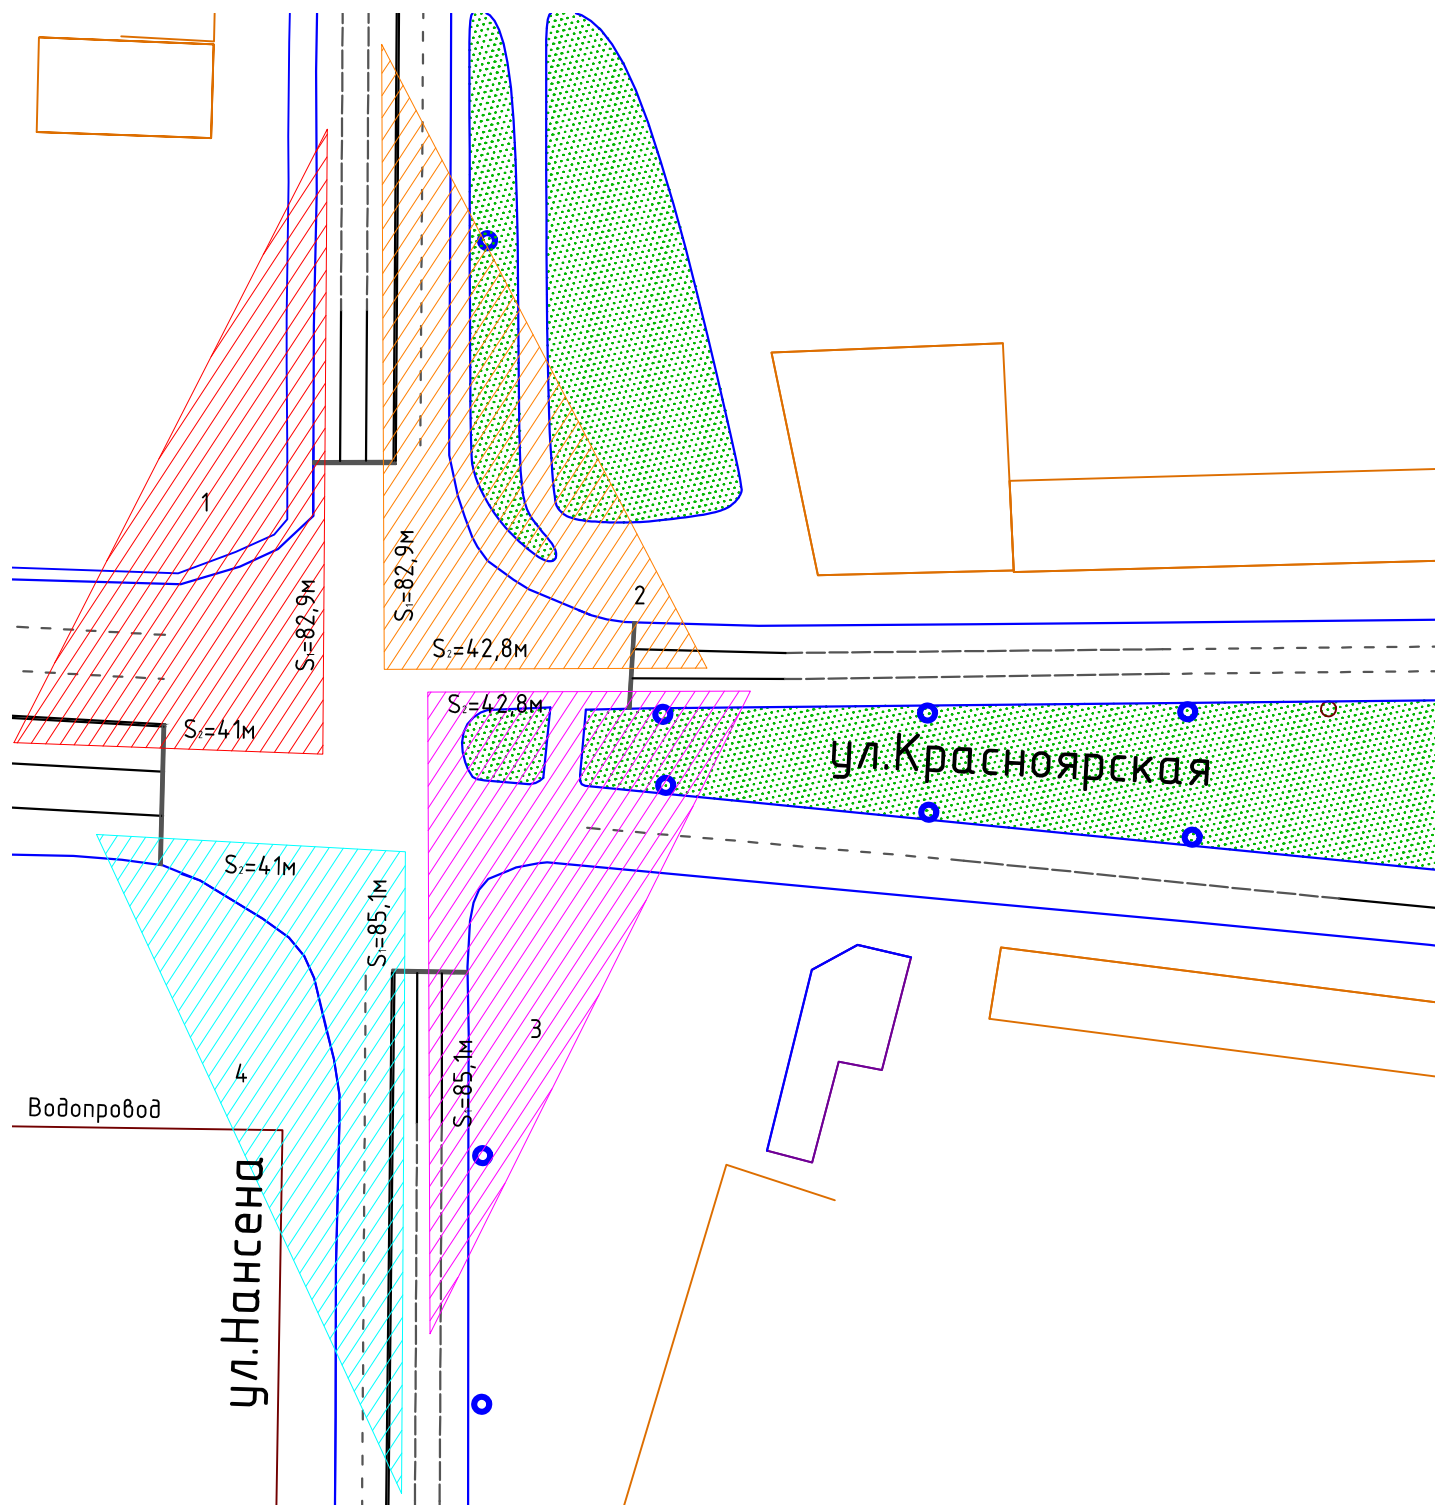 1
S₁=82,9м
2
S₁=82,9м
S₂=42,8м
S₂=42,8м
S₂=41м
ул.Красноярская
S₂=41м
S₁=85,1м
3
S₁=85,1м
4
Водопровод
ул.Нансена